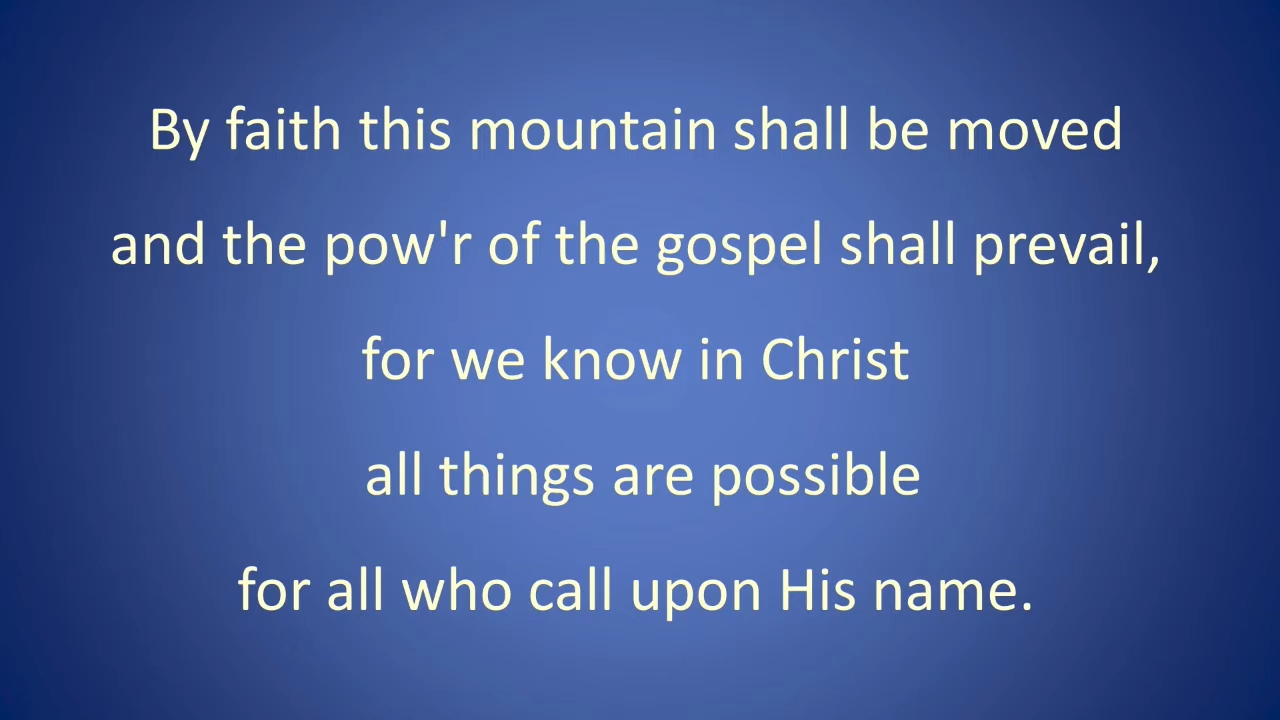 By faith this mountain shall be moved
and the pow'r of the gospel shall prevail,
for we know in Christ
all things are possible
for all who call upon His name.